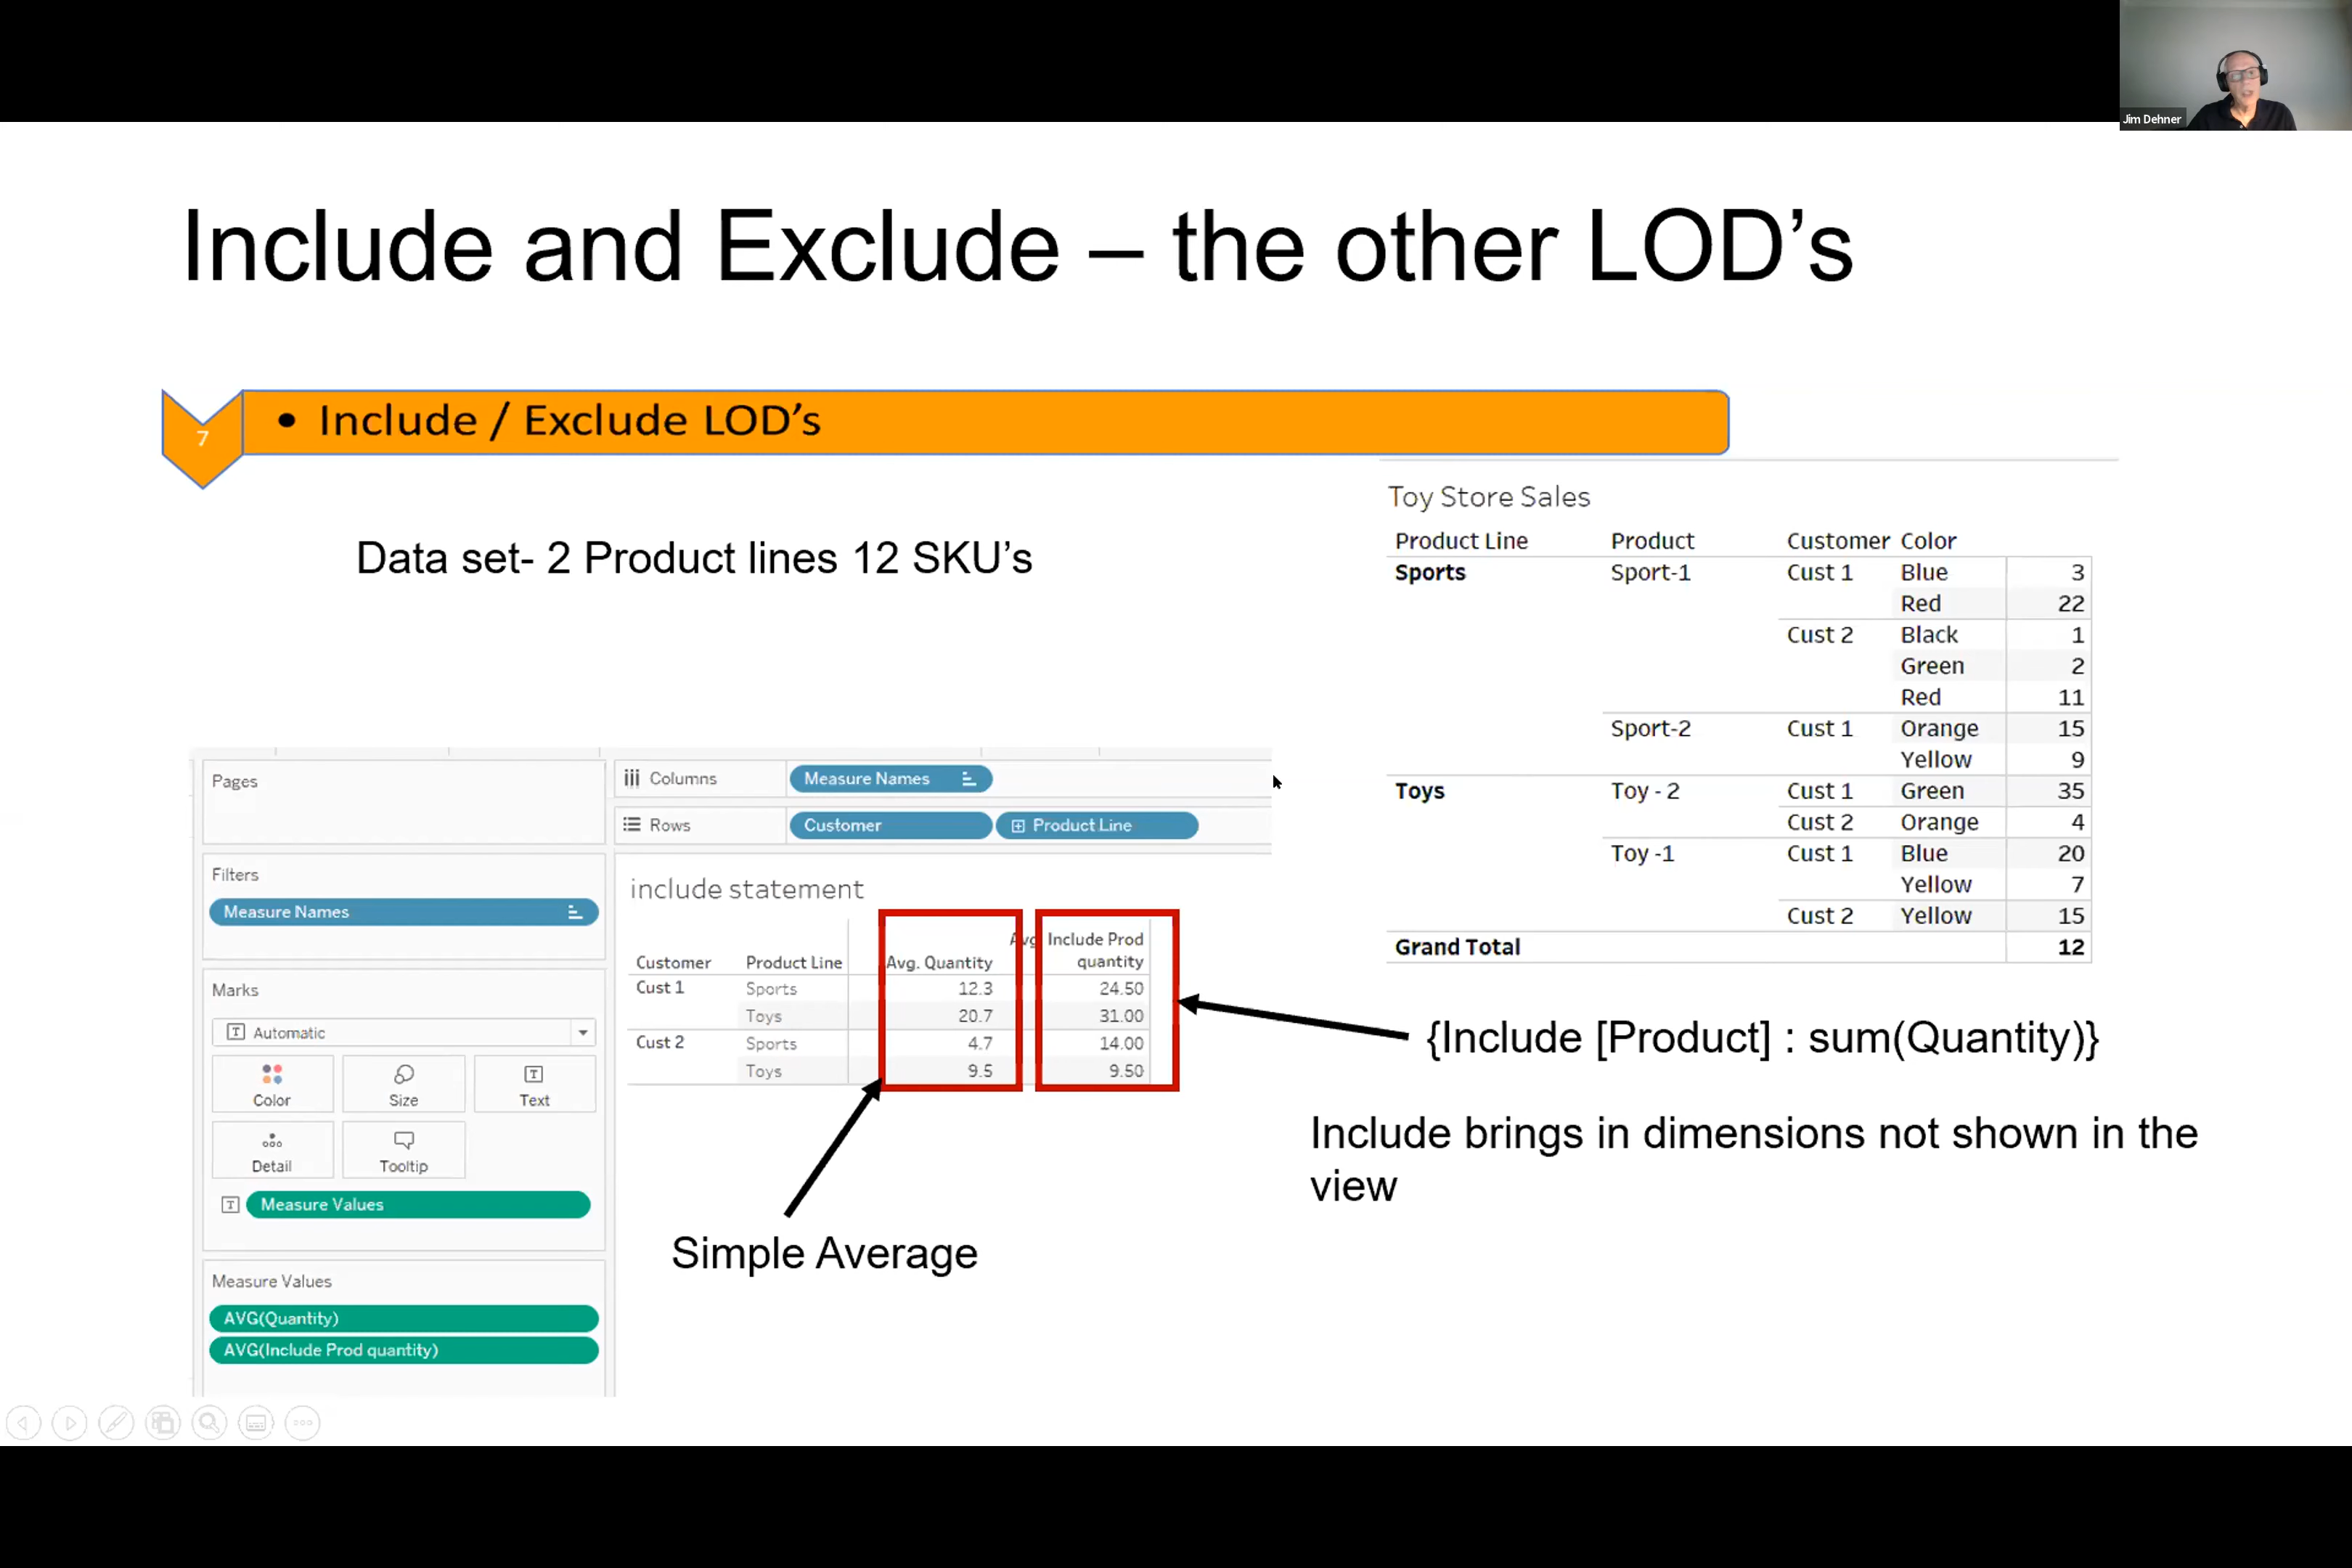 Jim Dehner
Include and Exclude – the other LOD's
7
• Include / Exclude LOD's
Data set- 2 Product lines 12 SKU's
Toy Store Sales
Product Line Product Customer Color
Sports Sport-1 Cust 1 Blue 3
Red 22
Cust 2 Black 1
Green 2
Red 11
Sport-2 Cust 1 Orange 15
Yellow 9
Toys Toy - 2 Cust 1 Green 35
Cust 2 Orange 4
Toy -1 Cust 1 Blue 20
Yellow 7
Cust 2 Yellow 15
Grand Total 12
Pages
Columns Measure Names
Rows Customer Product Line
Filters
Measure Names
Marks
Automatic
Color Size Text
Detail Tooltip
Measure Values
Measure Values
AVG(Quantity)
AVG(Include Prod quantity)
include statement
Avg. Include Prod
Customer Product Line Avg. Quantity quantity
Cust 1 Sports 12.3 24.50
Toys 20.7 31.00
Cust 2 Sports 4.7 14.00
Toys 9.5 9.50
Simple Average
{Include [Product] : sum(Quantity)}
Include brings in dimensions not shown in the
view